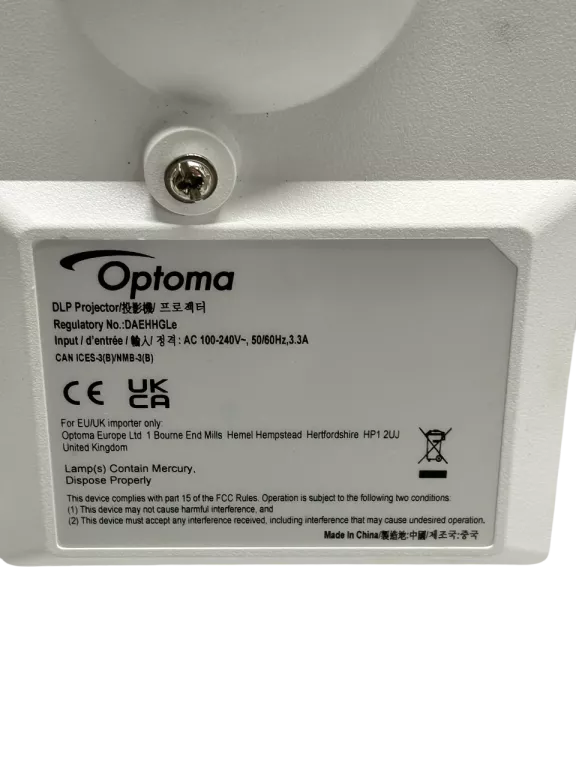 Optoma
DLP Projector/投影機/ 프로젝터
Regulatory No.:DAEHHGLe
Input / d'entrée / 輸入/ 정격: AC 100-240V~, 50/60Hz,3.3A
CAN ICES-3(B)/NMB-3(B)
CE UK CA
For EU/UK importer only:
Optoma Europe Ltd 1 Bourne End Mills Hemel Hempstead Hertfordshire HP1 2UJ
United Kingdom
Lamp(s) Contain Mercury,
Dispose Properly
This device complies with part 15 of the FCC Rules. Operation is subject to the following two conditions:
(1) This device may not cause harmful interference, and
(2) This device must accept any interference received, including interference that may cause undesired operation.
Made In China/製造地:中國/제조국:중국